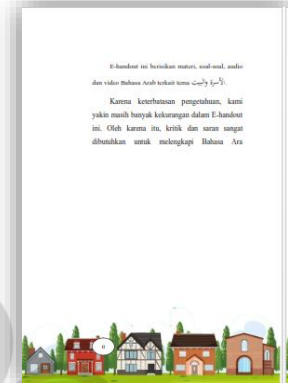 E-handout ini berisikan materi, soal-soal, audio
dan video Bahasa Arab terkait tema الأسرة والبيت.
Karena keterbatasan pengetahuan, kami
yakin masih banyak kekurangan dalam E-handout
ini. Oleh karena itu, kritik dan saran sangat
dibutuhkan untuk melengkapi Bahasa Ara